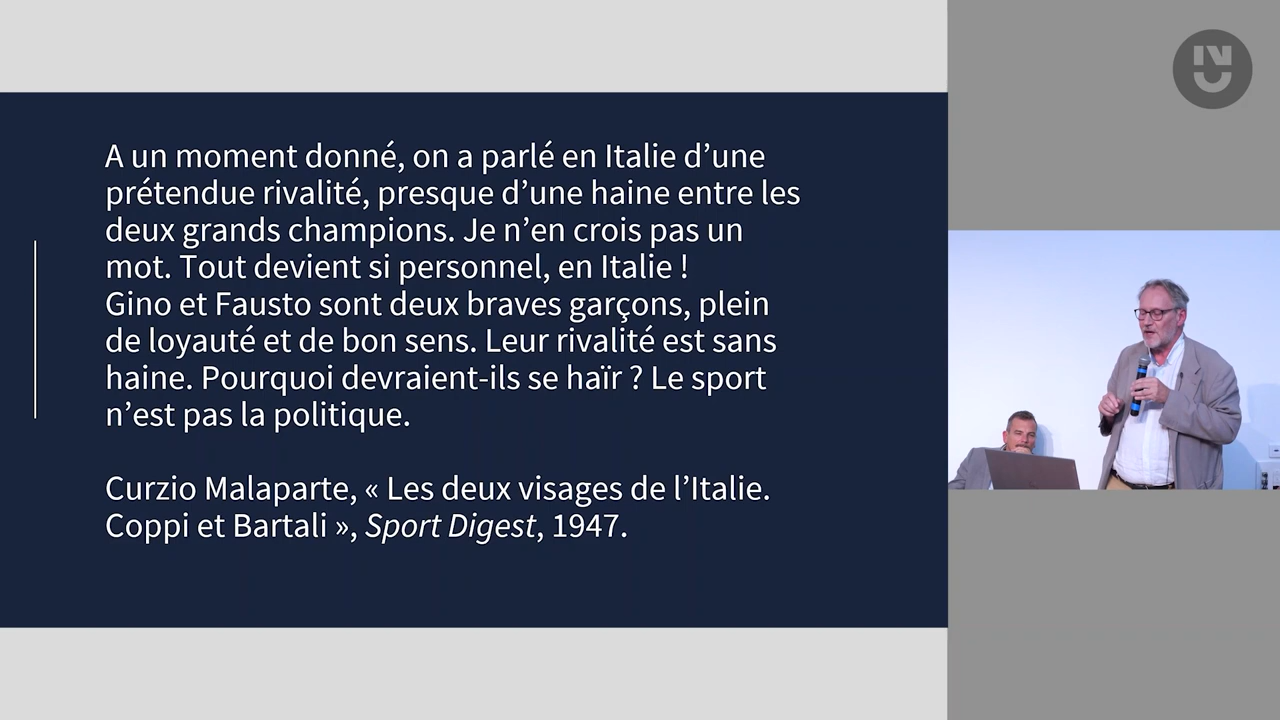 A un moment donné, on a parlé en Italie d’une
prétendue rivalité, presque d’une haine entre les
deux grands champions. Je n’en crois pas un
mot. Tout devient si personnel, en Italie !
Gino et Fausto sont deux braves garçons, plein
de loyauté et de bon sens. Leur rivalité est sans
haine. Pourquoi devraient-ils se haïr ? Le sport
n’est pas la politique.
Curzio Malaparte, « Les deux visages de l’Italie.
Coppi et Bartali », Sport Digest, 1947.